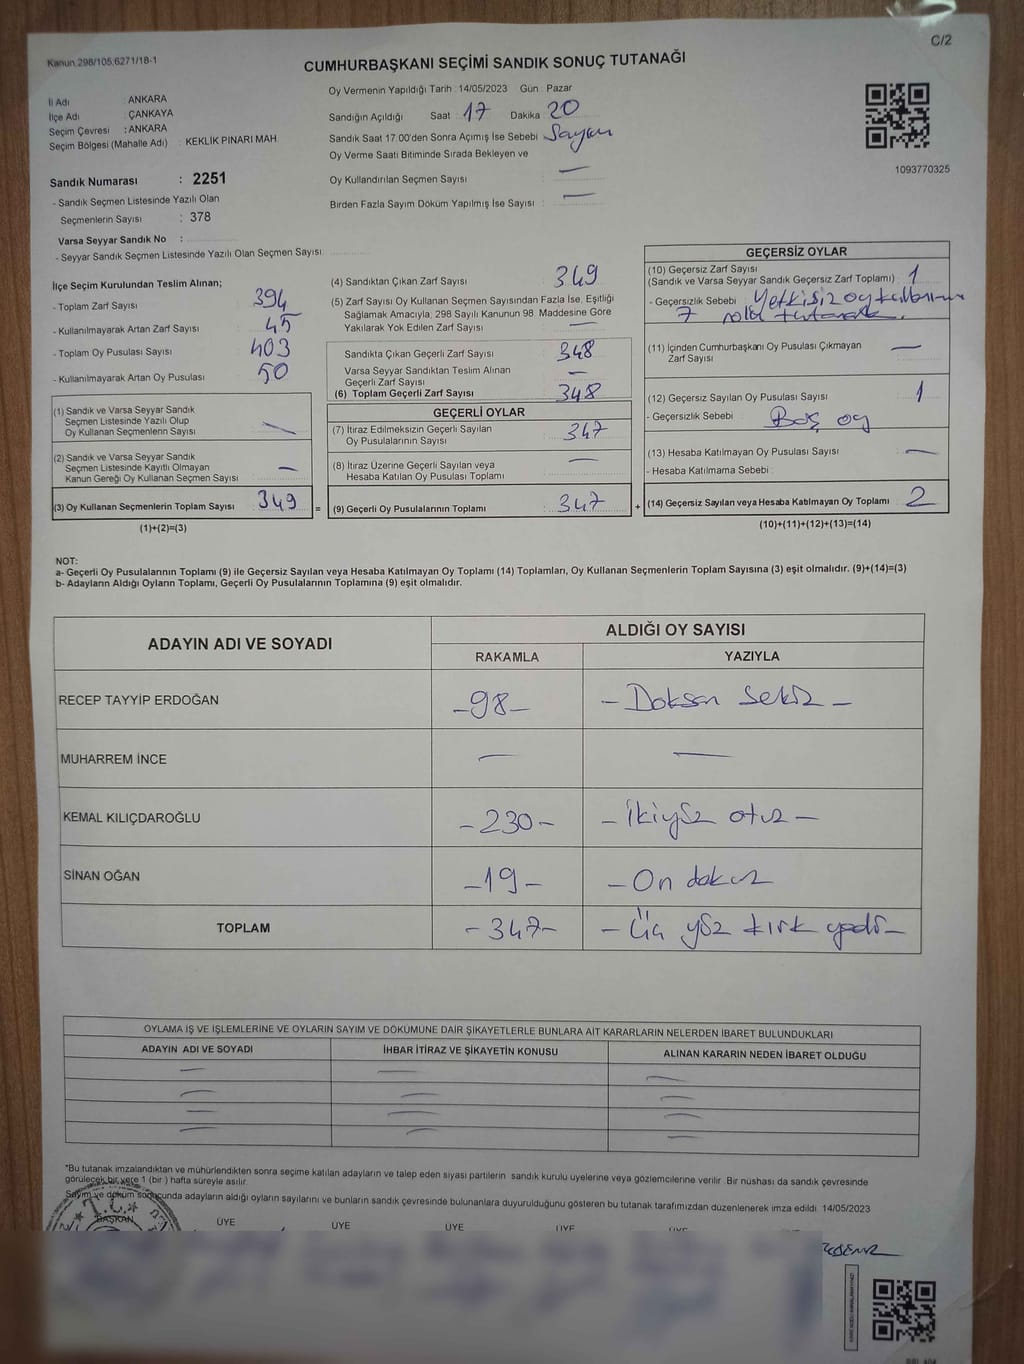 Kanun 298/105,6271/18-1
C/2
CUMHURBAŞKANI SEÇİMİ SANDIK SONUÇ TUTANAĞI
İl Adı : ANKARA
İlçe Adı : ÇANKAYA
Seçim Çevresi : ANKARA
Seçim Bölgesi (Mahalle Adı) : KEKLİK PINARI MAH.
Sandık Numarası : 2251
- Sandık Seçmen Listesinde Yazılı Olan
Seçmenlerin Sayısı : 378
Varsa Seyyar Sandık No :
- Seyyar Sandık Seçmen Listesinde Yazılı Olan Seçmen Sayısı:
Oy Vermenin Yapıldığı Tarih : 14/05/2023 Gün : Pazar
Sandığın Açıldığı Saat : 17 Dakika : 20
Sandık Saat 17:00'den Sonra Açımış İse Sebebi : Sayım
Oy Verme Saati Bitiminde Sırada Bekleyen ve
Oy Kullandırılan Seçmen Sayısı : —
Birden Fazla Sayım Döküm Yapılmış İse Sayısı : —
1093770325
İlçe Seçim Kurulundan Teslim Alınan;
- Toplam Zarf Sayısı : 394
- Kullanılmayarak Artan Zarf Sayısı : 45
- Toplam Oy Pusulası Sayısı : 403
- Kullanılmayarak Artan Oy Pusulası : 50
(1) Sandık ve Varsa Seyyar Sandık
Seçmen Listesinde Yazılı Olup
Oy Kullanan Seçmenlerin Sayısı : —
(2) Sandık ve Varsa Seyyar Sandık
Seçmen Listesinde Kayıtlı Olmayan
Kanun Gereği Oy Kullanan Seçmen Sayısı : —
(3) Oy Kullanan Seçmenlerin Toplam Sayısı : 349
(1)+(2)=(3)
(4) Sandıktan Çıkan Zarf Sayısı : 349
(5) Zarf Sayısı Oy Kullanan Seçmen Sayısından Fazla İse, Eşitliği
Sağlamak Amacıyla, 298 Sayılı Kanunun 98. Maddesine Göre
Yakılarak Yok Edilen Zarf Sayısı : —
Sandıkta Çıkan Geçerli Zarf Sayısı : 348
Varsa Seyyar Sandıktan Teslim Alınan
Geçerli Zarf Sayısı : —
(6) Toplam Geçerli Zarf Sayısı : 348
GEÇERLİ OYLAR
(7) İtiraz Edilmeksizin Geçerli Sayılan
Oy Pusulalarının Sayısı : 347
(8) İtiraz Üzerine Geçerli Sayılan veya
Hesaba Katılan Oy Pusulası Toplamı : —
= (9) Geçerli Oy Pusulalarının Toplamı : 347
GEÇERSİZ OYLAR
(10) Geçersiz Zarf Sayısı
(Sandık ve Varsa Seyyar Sandık Geçersiz Zarf Toplamı) : 1
- Geçersizlik Sebebi : Yetkisiz oy
7
(11) İçinden Cumhurbaşkanı Oy Pusulası Çıkmayan
Zarf Sayısı : —
(12) Geçersiz Sayılan Oy Pusulası Sayısı : 1
- Geçersizlik Sebebi : Boş oy
(13) Hesaba Katılmayan Oy Pusulası Sayısı : —
- Hesaba Katılmama Sebebi :
+ (14) Geçersiz Sayılan veya Hesaba Katılmayan Oy Toplamı : 2
(10)+(11)+(12)+(13)=(14)
NOT:
a- Geçerli Oy Pusulalarının Toplamı (9) ile Geçersiz Sayılan veya Hesaba Katılmayan Oy Toplamı (14) Toplamları, Oy Kullanan Seçmenlerin Toplam Sayısına (3) eşit olmalıdır. (9)+(14)=(3)
b- Adayların Aldığı Oyların Toplamı, Geçerli Oy Pusulalarının Toplamına (9) eşit olmalıdır.
ADAYIN ADI VE SOYADI ALDIĞI OY SAYISI
RAKAMLA YAZIYLA
RECEP TAYYİP ERDOĞAN -98- - Doksan sekiz -
MUHARREM İNCE — —
KEMAL KILIÇDAROĞLU -230- - İkiyüz otuz -
SİNAN OĞAN -19- - On dokuz
TOPLAM -347- - Üç yüz kırk yedi -
OYLAMA İŞ VE İŞLEMLERİNE VE OYLARIN SAYIM VE DÖKÜMÜNE DAİR ŞİKAYETLERLE BUNLARA AİT KARARLARIN NELERDEN İBARET BULUNDUKLARI
ADAYIN ADI VE SOYADI İHBAR İTİRAZ VE ŞİKAYETİN KONUSU ALINAN KARARIN NEDEN İBARET OLDUĞU
— — —
— — —
— — —
— — —
*Bu tutanak imzalandıktan ve mühürlendikten sonra seçime katılan adayların ve talep eden siyasi partilerin sandık kurulu üyelerine veya gözlemcilerine verilir. Bir nüshası da sandık çevresinde
görülecek bir yere 1 (bir ) hafta süreyle asılır.
Sayım ve döküm sonucunda adayların aldığı oyların sayılarını ve bunların sandık çevresinde bulunanlara duyurulduğunu gösteren bu tutanak tarafımızdan düzenlenerek imza edildi. 14/05/2023
T.C.
BAŞKAN ÜYE ÜYE ÜYE ÜYE ÜYE